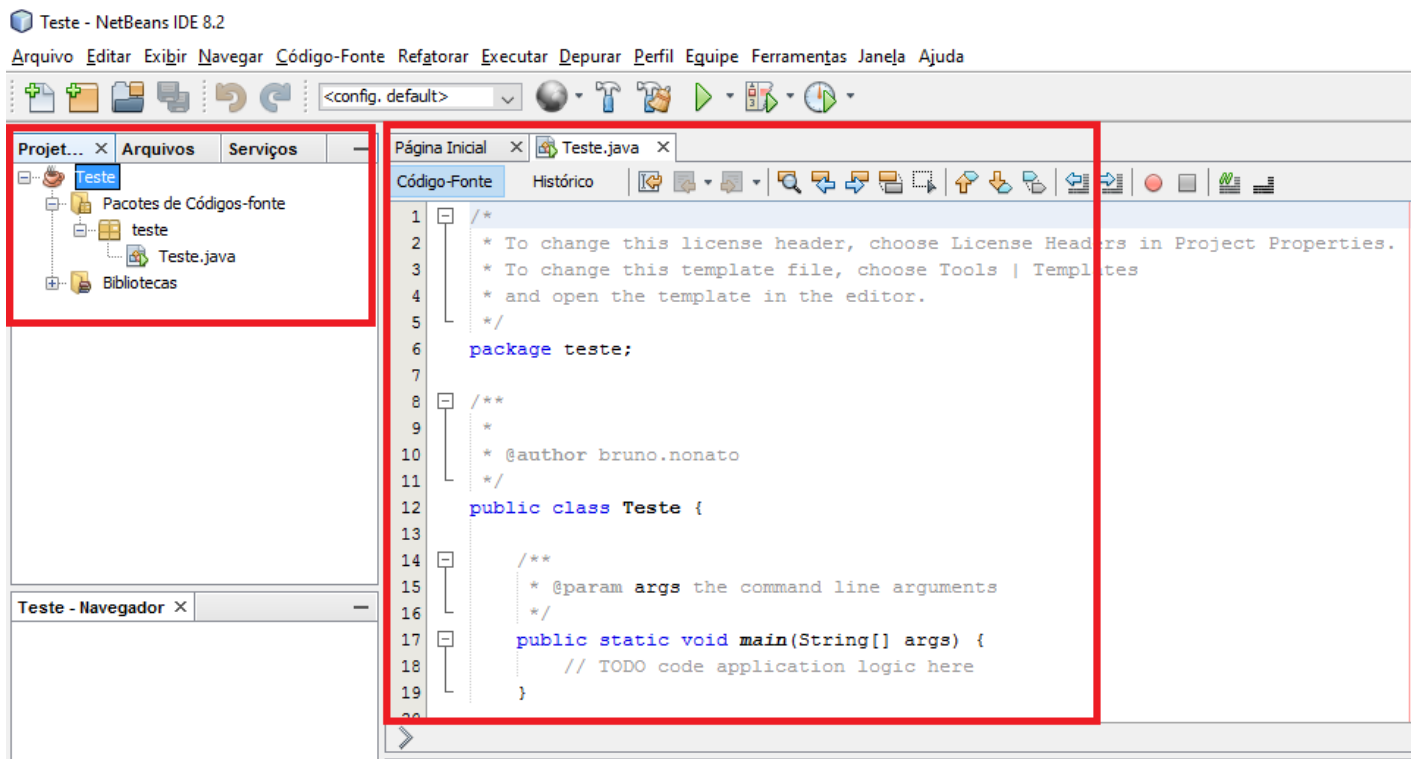 Teste - NetBeans IDE 8.2
Arquivo Editar Exibir Navegar Código-Fonte Refatorar Executar Depurar Perfil Equipe Ferramentas Janela Ajuda
<config. default>
Projet... Arquivos Serviços
Teste
Pacotes de Códigos-fonte
teste
Teste.java
Bibliotecas
Teste - Navegador
Página Inicial Teste.java
Código-Fonte Histórico
1 /*
2 * To change this license header, choose License Headers in Project Properties.
3 * To change this template file, choose Tools | Templates
4 * and open the template in the editor.
5 */
6 package teste;
7
8 /**
9 *
10 * @author bruno.nonato
11 */
12 public class Teste {
13
14 /**
15 * @param args the command line arguments
16 */
17 public static void main(String[] args) {
18 // TODO code application logic here
19 }
20